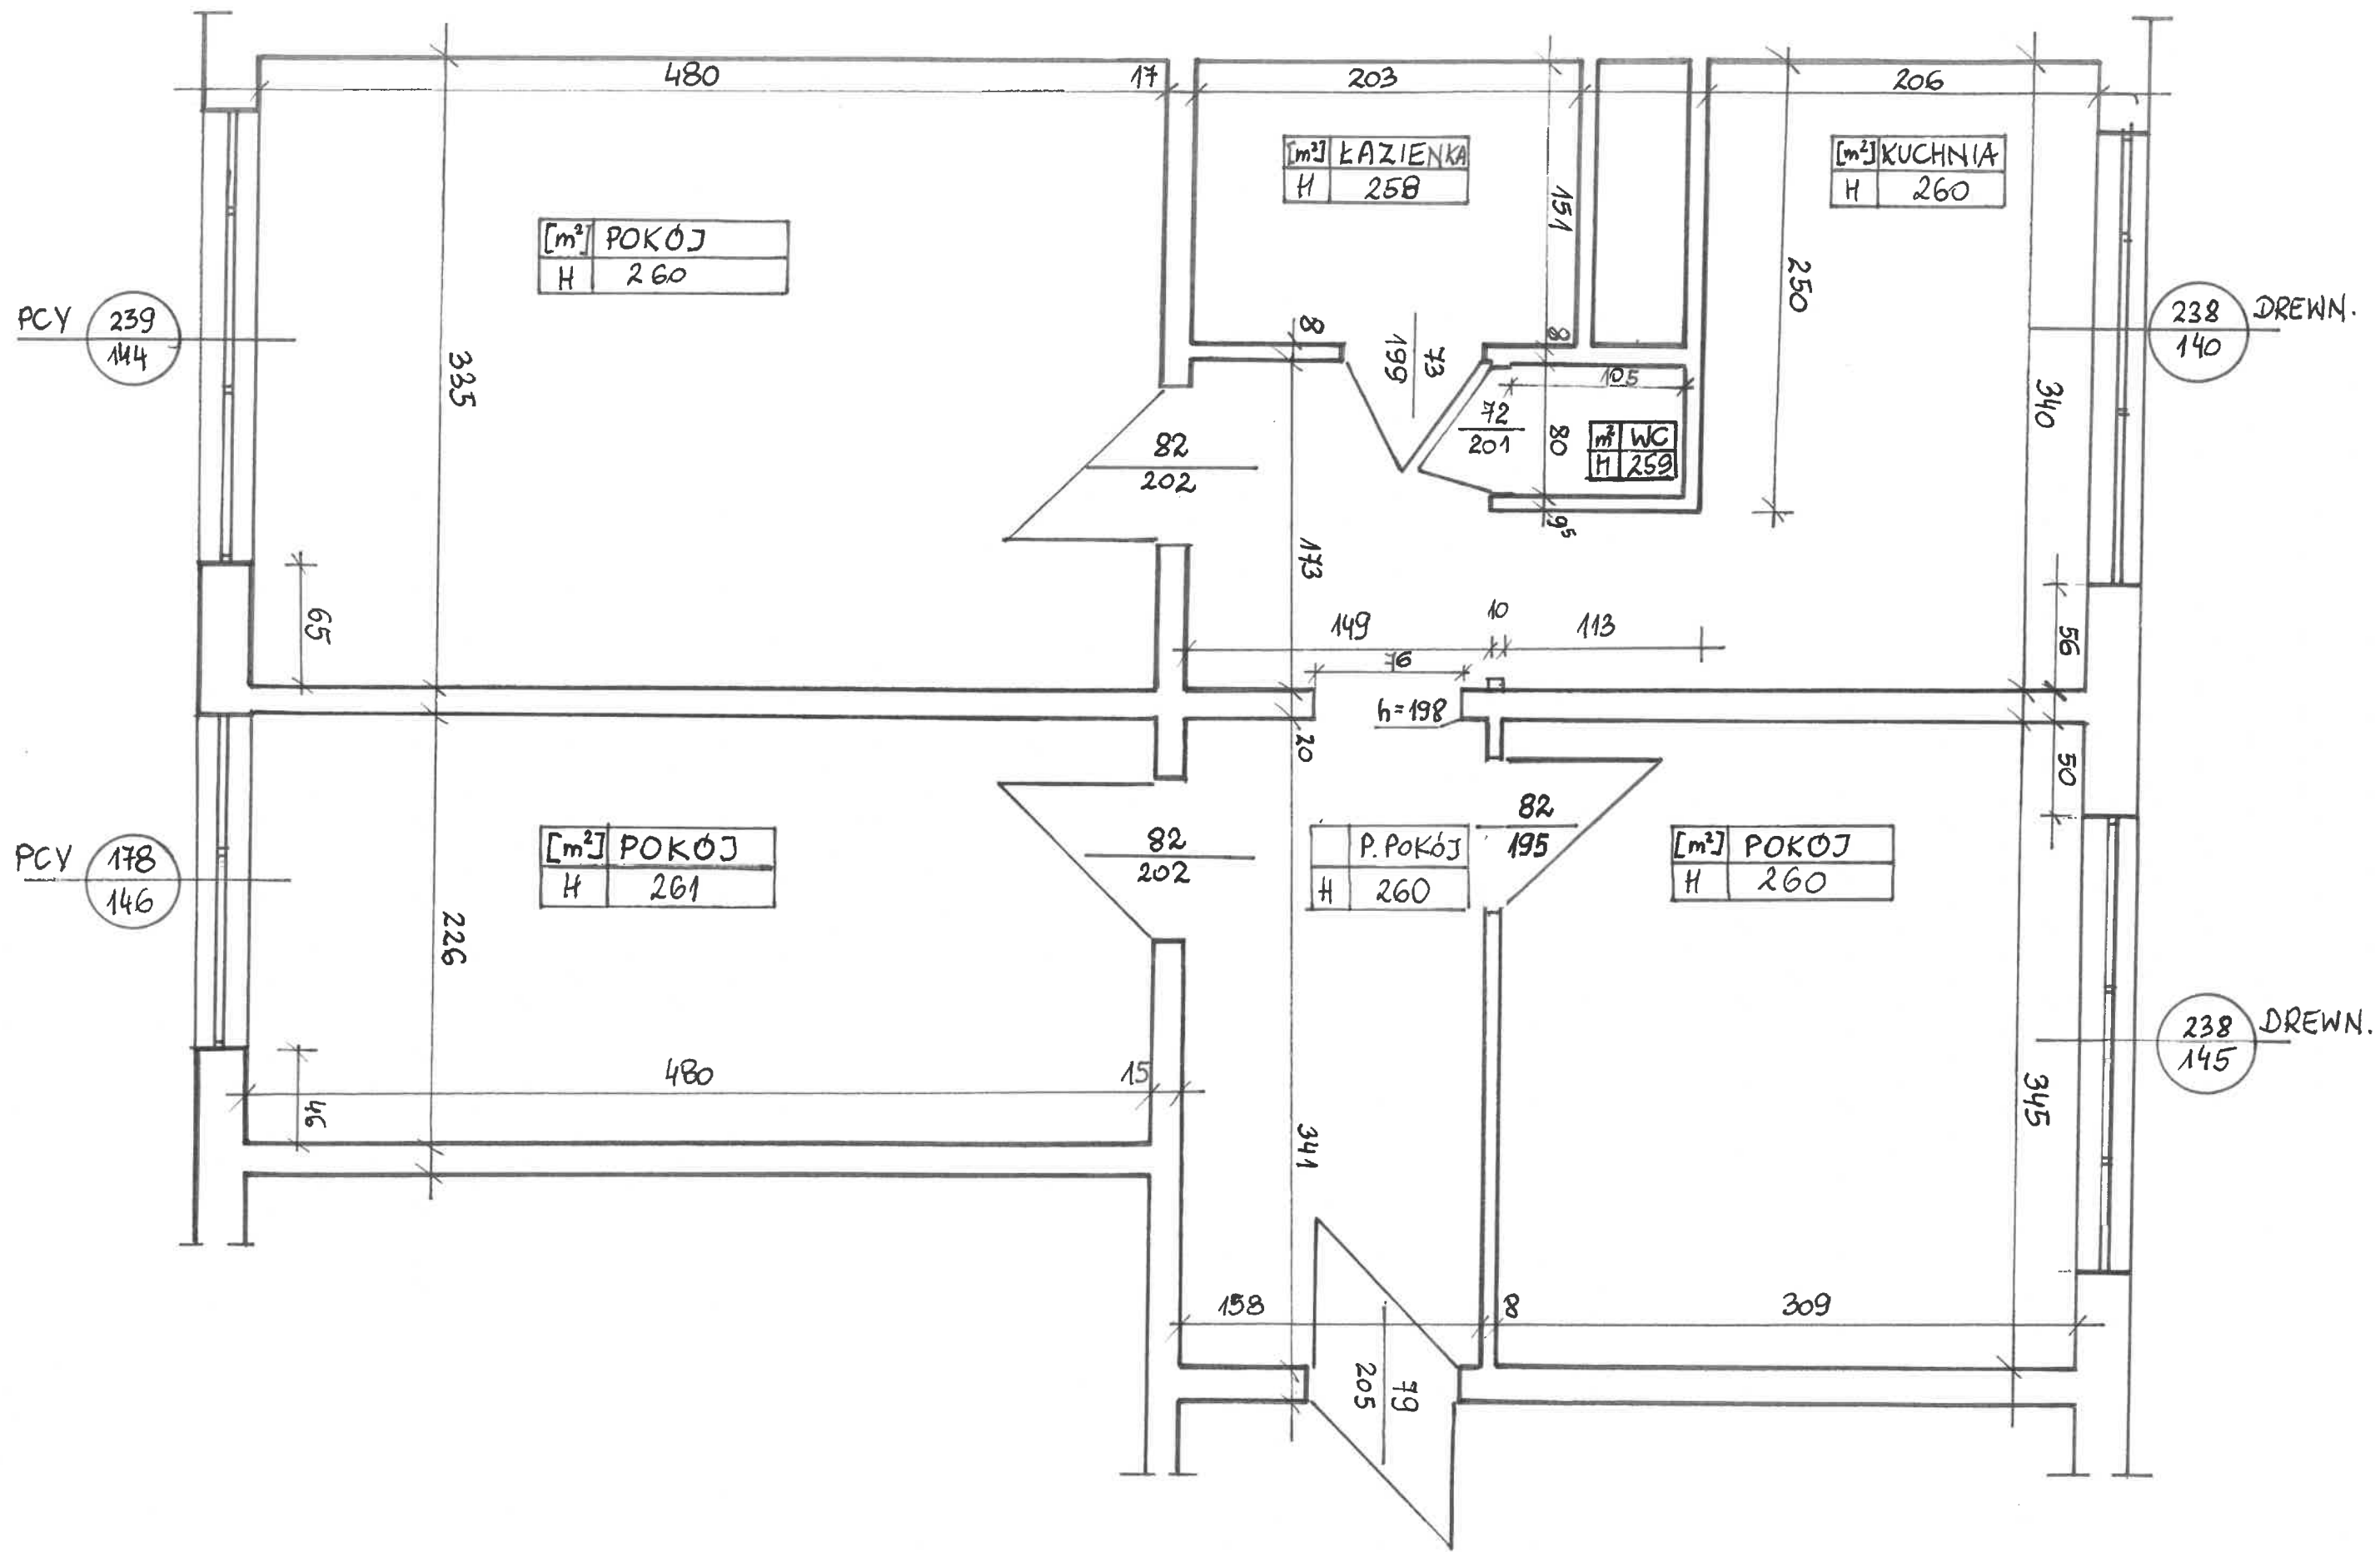 480
17
203
206
[m²] ŁAZIENKA
H 258
[m²] KUCHNIA
H 260
151
[m²] POKÓJ
H 260
250
PCV 239
144
238 DREWN.
140
335
8
8
73
199
105
340
72
201
80
m² WC
H 259
82
202
9⁵
173
65
149
10
113
76
56
h=198
20
50
82
195
82
202
[m²] POKÓJ
H 261
P. POKÓJ
H 260
[m²] POKÓJ
H 260
PCV 178
146
226
238 DREWN.
145
480
15
46
345
341
158
8
309
79
205